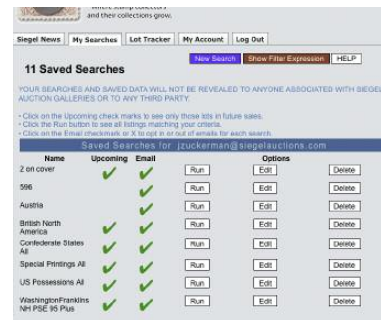 and their collections grow.
Siegel News My Searches Lot Tracker My Account Log Out
New Search Show Filter Expression HELP
11 Saved Searches
YOUR SEARCHES AND SAVED DATA WILL NOT BE REVEALED TO ANYONE ASSOCIATED WITH SIEGEL
AUCTION GALLERIES OR TO ANY THIRD PARTY.
• Click on the Upcoming check marks to see only those lots in future sales.
• Click the Run button to see all listings matching your criteria.
• Click on the Email checkmark or X to opt in or out of emails for each search.
Saved Searches for jzuckerman@siegelauctions.com
Name Upcoming Email Options
2 on cover Run Edit Delete
596 Run Edit Delete
Austria Run Edit Delete
British North
America Run Edit Delete
Confederate States
All Run Edit Delete
Special Printings All Run Edit Delete
US Possessions All Run Edit Delete
WashingtonFranklins
NH PSE 95 Plus Run Edit Delete